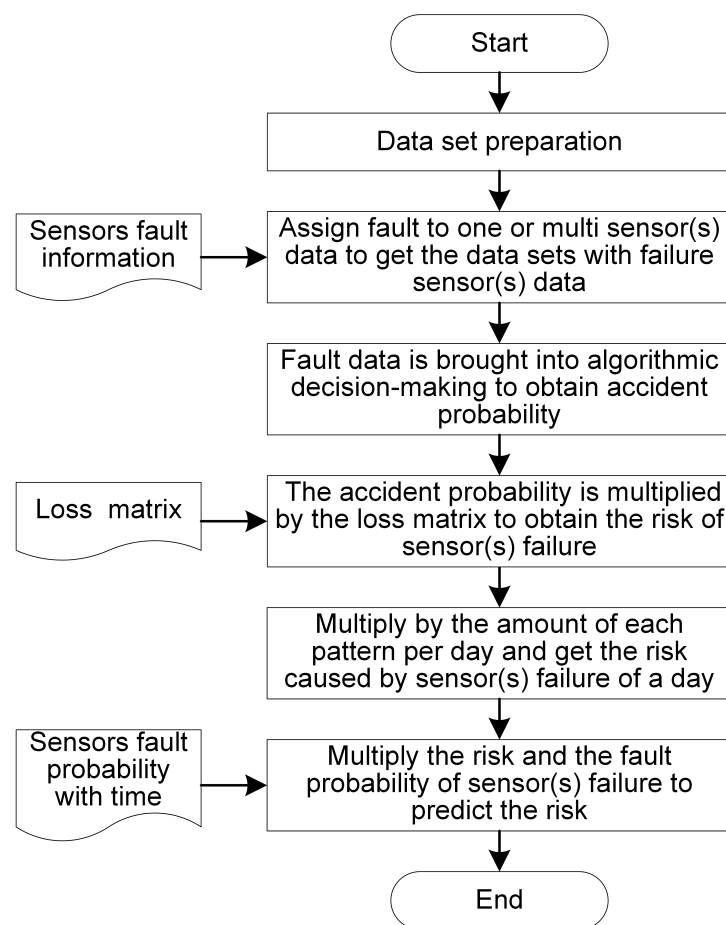 Start
Data set preparation
Sensors fault
information
Assign fault to one or multi sensor(s)
data to get the data sets with failure
sensor(s) data
Fault data is brought into algorithmic
decision-making to obtain accident
probability
Loss matrix
The accident probability is multiplied
by the loss matrix to obtain the risk of
sensor(s) failure
Multiply by the amount of each
pattern per day and get the risk
caused by sensor(s) failure of a day
Sensors fault
probability
with time
Multiply the risk and the fault
probability of sensor(s) failure to
predict the risk
End